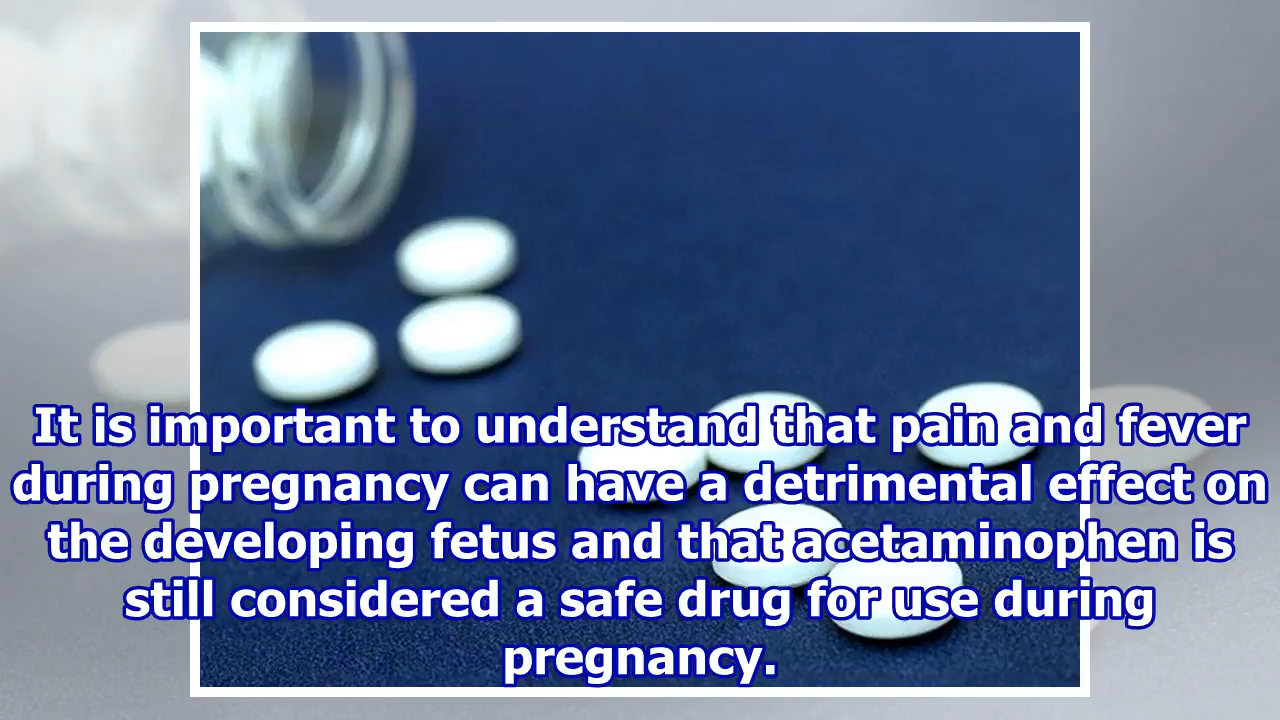 It is important to understand that pain and fever
during pregnancy can have a detrimental effect on
the developing fetus and that acetaminophen is
still considered a safe drug for use during
pregnancy.